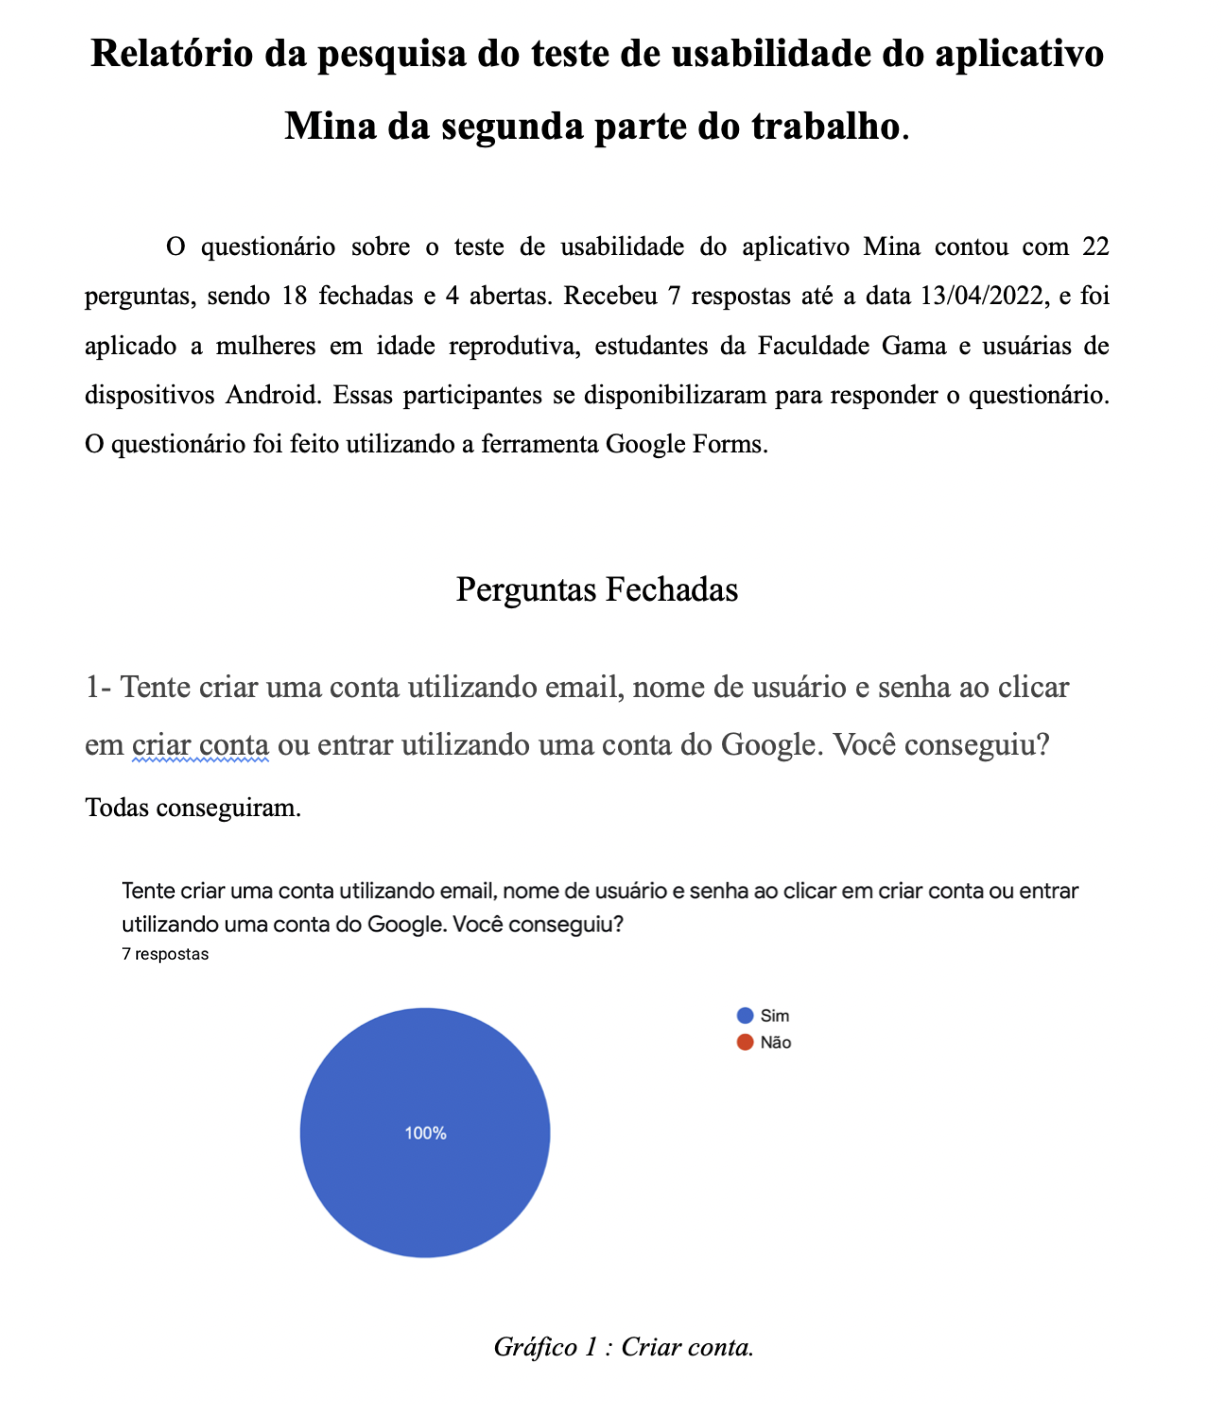 Relatório da pesquisa do teste de usabilidade do aplicativo
Mina da segunda parte do trabalho.
O questionário sobre o teste de usabilidade do aplicativo Mina contou com 22
perguntas, sendo 18 fechadas e 4 abertas. Recebeu 7 respostas até a data 13/04/2022, e foi
aplicado a mulheres em idade reprodutiva, estudantes da Faculdade Gama e usuárias de
dispositivos Android. Essas participantes se disponibilizaram para responder o questionário.
O questionário foi feito utilizando a ferramenta Google Forms.
Perguntas Fechadas
1- Tente criar uma conta utilizando email, nome de usuário e senha ao clicar
em criar conta ou entrar utilizando uma conta do Google. Você conseguiu?
Todas conseguiram.
Tente criar uma conta utilizando email, nome de usuário e senha ao clicar em criar conta ou entrar
utilizando uma conta do Google. Você conseguiu?
7 respostas
Sim
Não
100%
Gráfico 1 : Criar conta.